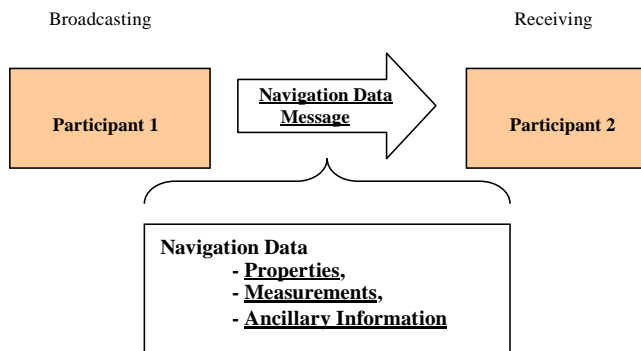 Broadcasting
Receiving
Participant 1
Navigation Data
Message
Participant 2
Navigation Data
- Properties,
- Measurements,
- Ancillary Information